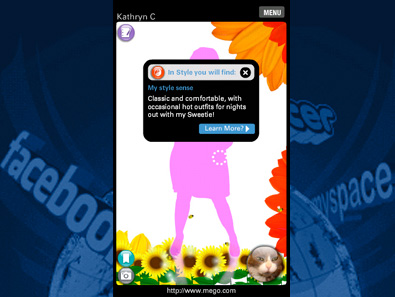 Kathryn C
MENU
In Style you will find:
My style sense
Classic and comfortable, with
occasional hot outfits for nights
out with my Sweetie!
Learn More?
facebook
myspace
http://www.mego.com